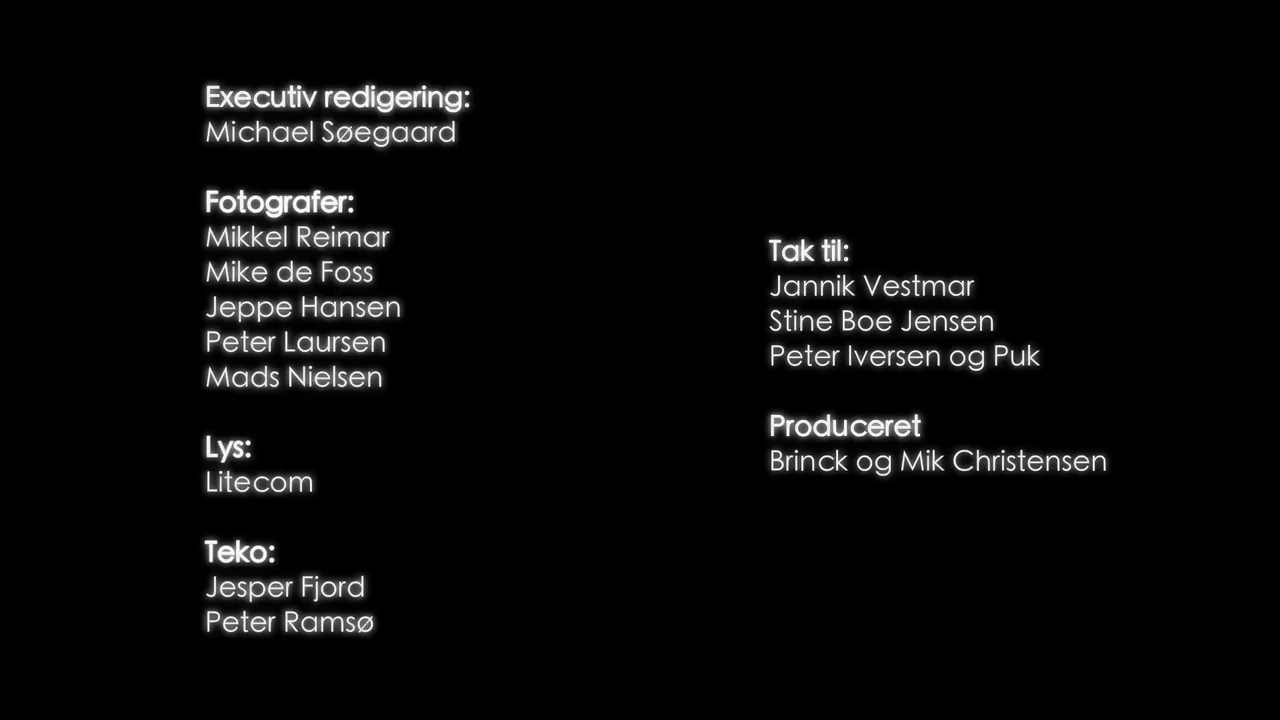 Executiv redigering:
Michael Søegaard
Fotografer:
Mikkel Reimar
Mike de Foss
Jeppe Hansen
Peter Laursen
Mads Nielsen
Lys:
Litecom
Teko:
Jesper Fjord
Peter Ramsø
Tak til:
Jannik Vestmar
Stine Boe Jensen
Peter Iversen og Puk
Produceret
Brinck og Mik Christensen